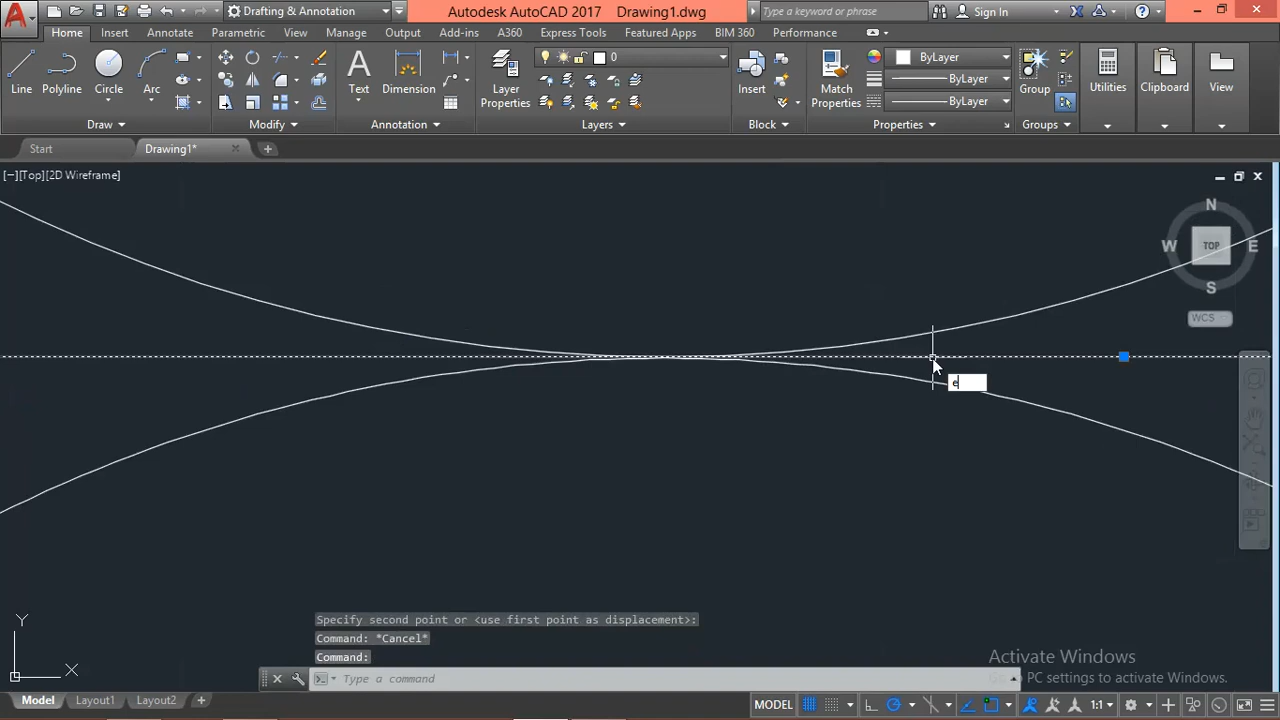 Drafting & Annotation
Autodesk AutoCAD 2017 Drawing1.dwg
Type a keyword or phrase
Sign In
Home Insert Annotate Parametric View Manage Output Add-ins A360 Express Tools Featured Apps BIM 360 Performance
Line
Polyline
Circle
Arc
Text
Dimension
Layer Properties
0
Insert
Match Properties
ByLayer
ByLayer
ByLayer
Group
Utilities
Clipboard
View
Draw
Modify
Annotation
Layers
Block
Properties
Groups
Start
Drawing1*
[−][Top][2D Wireframe]
N
W
TOP
E
S
WCS
e
Y
X
Specify second point or <use first point as displacement>:
Command: *Cancel*
Command:
Type a command
Activate Windows
to PC settings to activate Windows.
Model Layout1 Layout2
MODEL
1:1